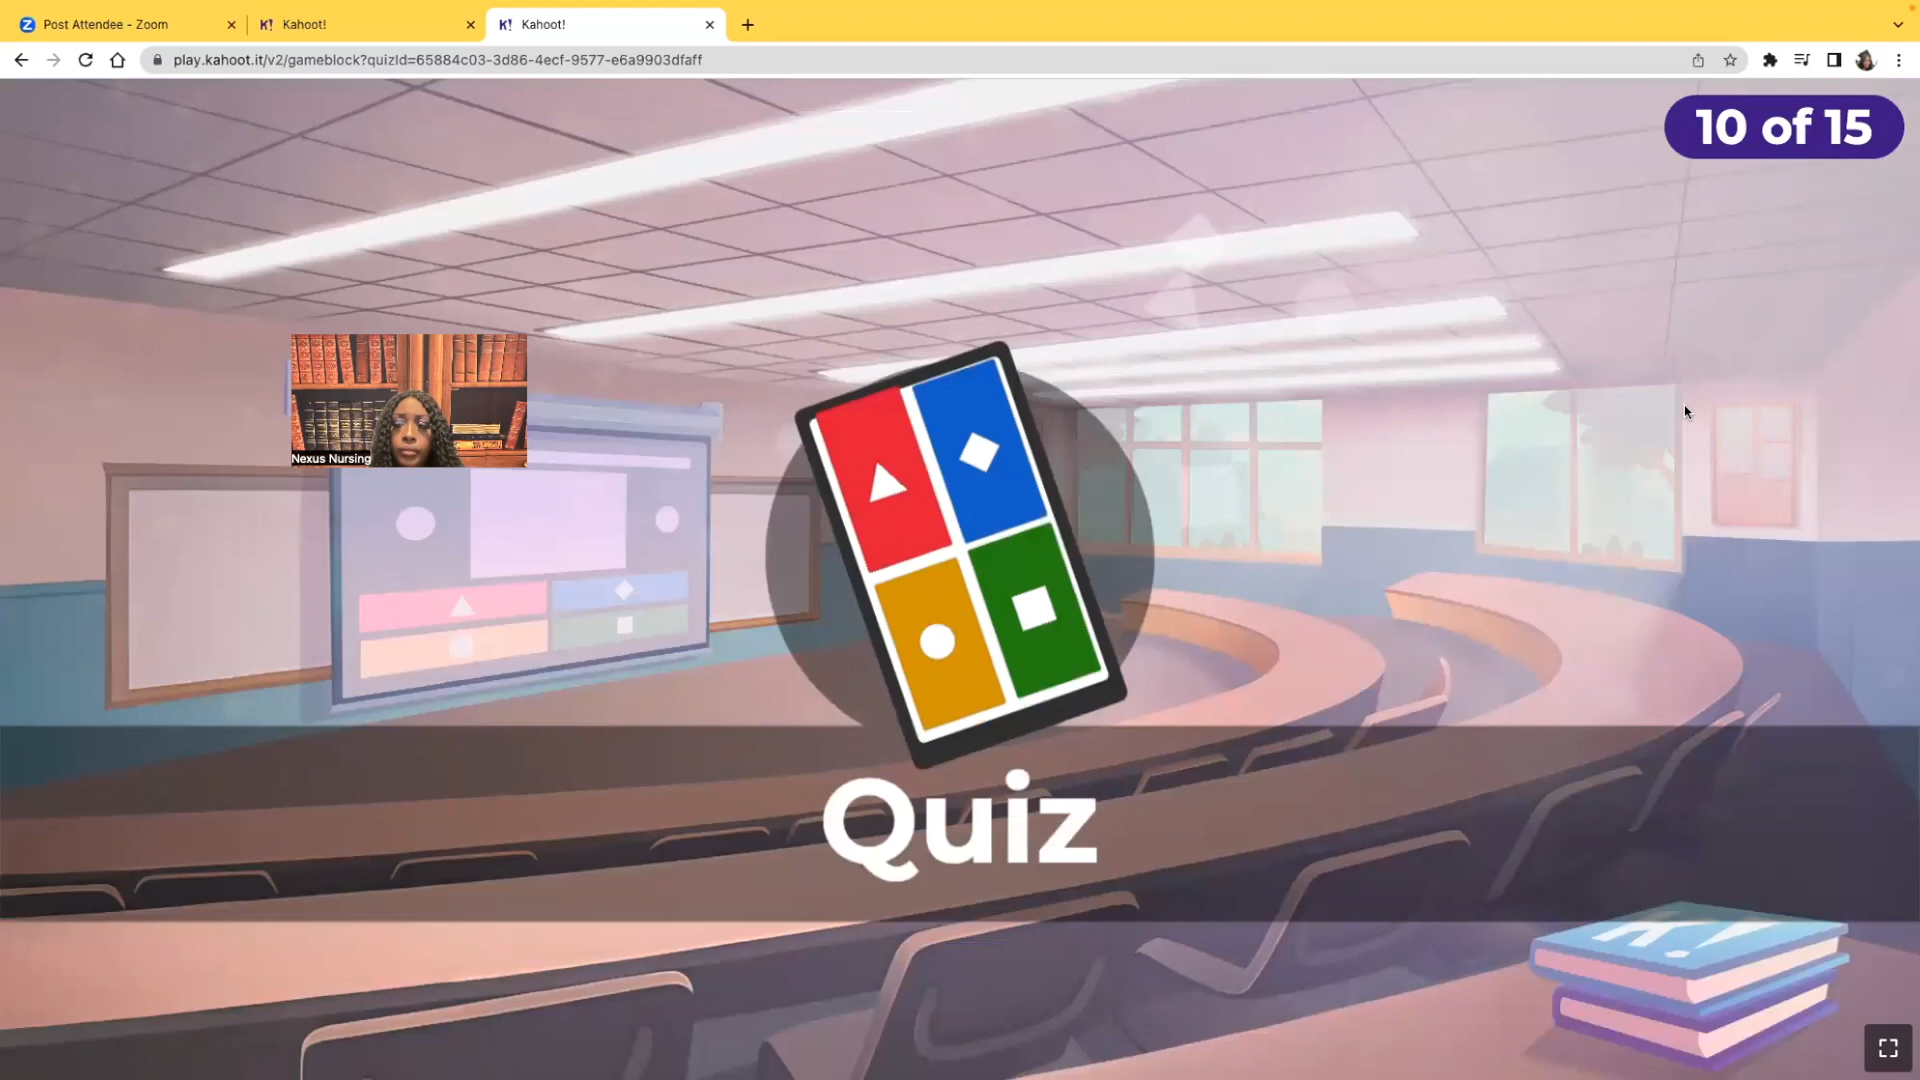 Post Attendee - Zoom
K! Kahoot!
K! Kahoot!
play.kahoot.it/v2/gameblock?quizId=65884c03-3d86-4ecf-9577-e6a9903dfaff
10 of 15
Nexus Nursing
Quiz
K!